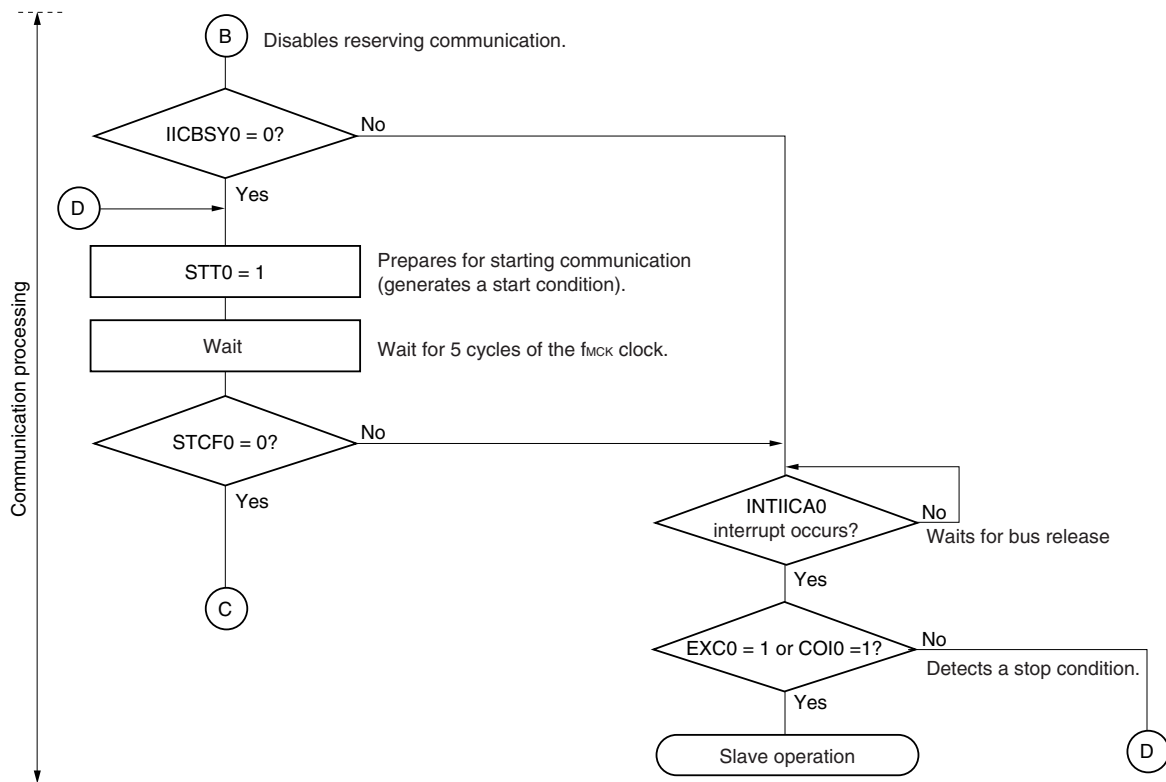 B
Disables reserving communication.
IICBSY0 = 0?
No
Yes
D
STT0 = 1
Prepares for starting communication
(generates a start condition).
Wait
Wait for 5 cycles of the fMCK clock.
STCF0 = 0?
No
Yes
C
INTIICA0
interrupt occurs?
No
Waits for bus release
Yes
EXC0 = 1 or COI0 =1?
No
Detects a stop condition.
Yes
Slave operation
D
Communication processing